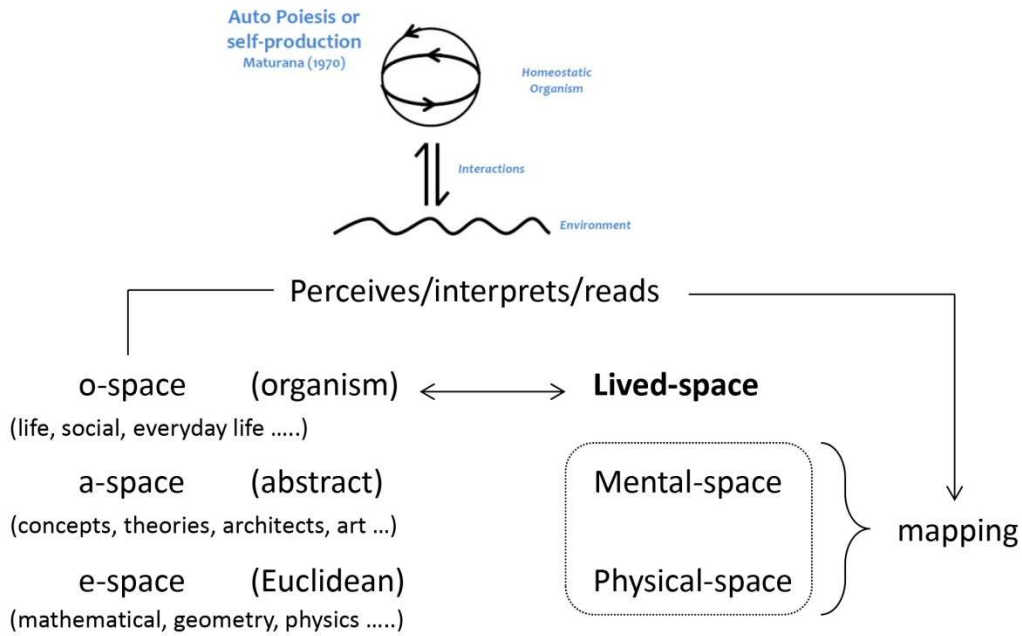 Auto Poiesis or
self-production
Maturana (1970)
Homeostatic
Organism
Interactions
Environment
Perceives/interprets/reads
o-space (organism) Lived-space
(life, social, everyday life .....)
a-space (abstract) Mental-space
(concepts, theories, architects, art ...)
mapping
e-space (Euclidean) Physical-space
(mathematical, geometry, physics .....)